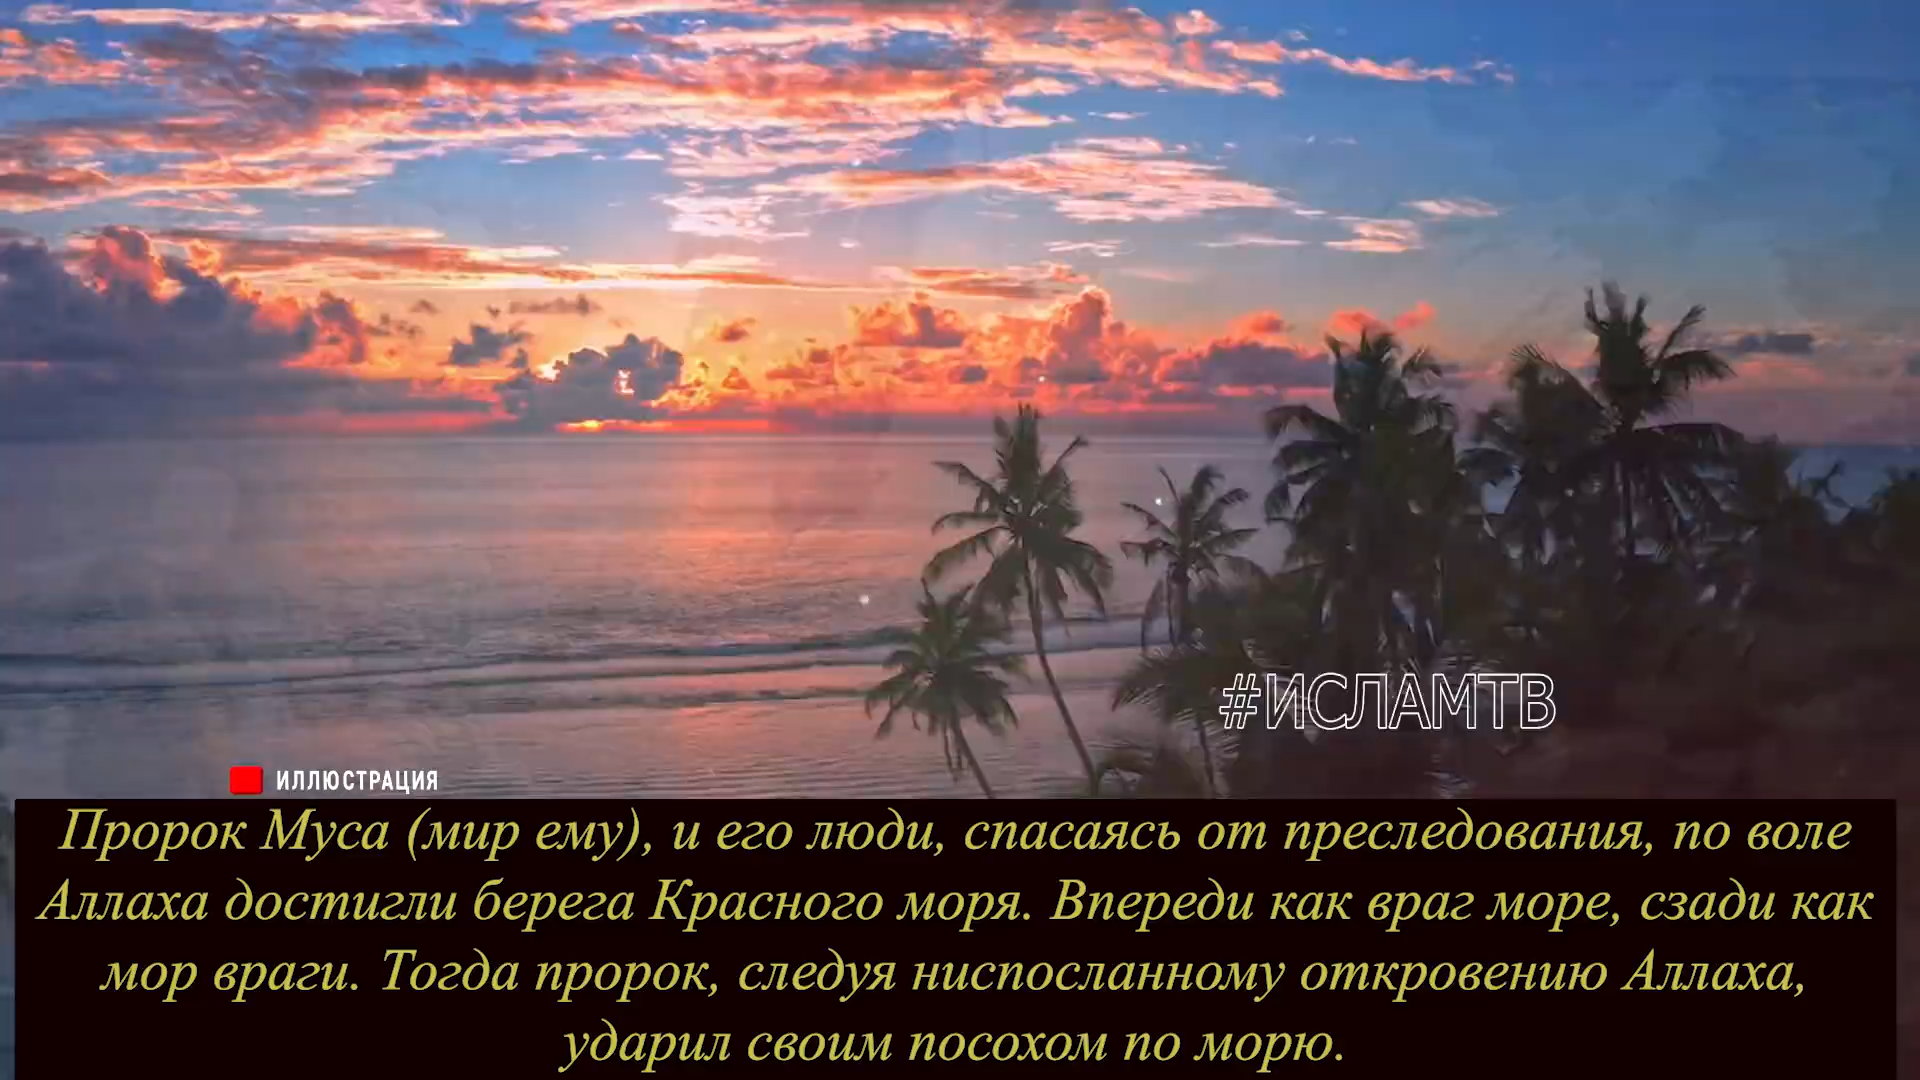 #ИСЛАМТВ
ИЛЛЮСТРАЦИЯ
Пророк Муса (мир ему), и его люди, спасаясь от преследования, по воле
Аллаха достигли берега Красного моря. Впереди как враг море, сзади как
мор враги. Тогда пророк, следуя ниспосланному откровению Аллаха,
ударил своим посохом по морю.